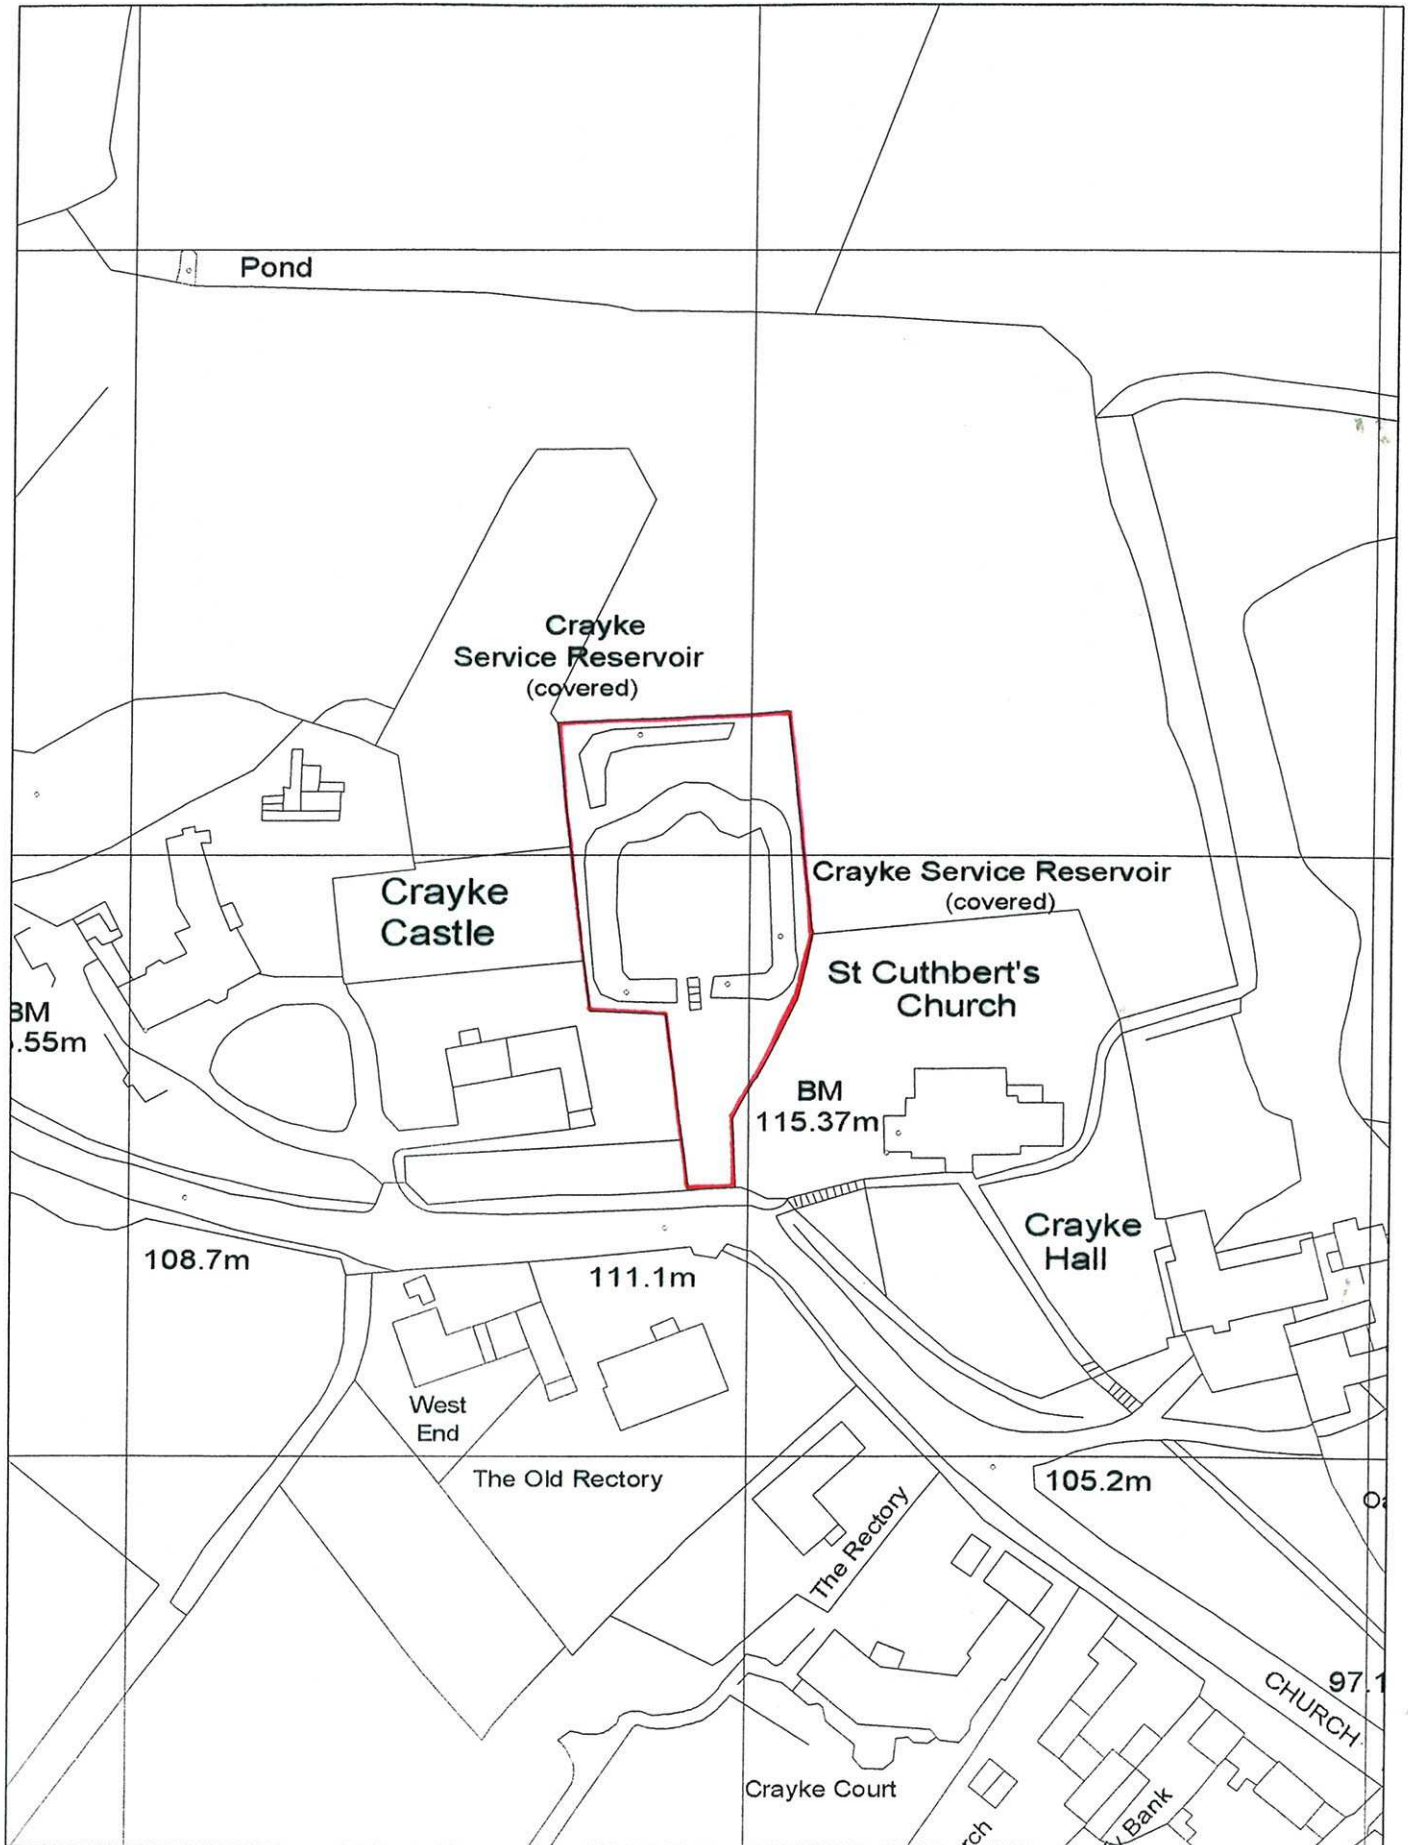 Pond
Crayke
Service Reservoir
(covered)
Crayke Service Reservoir
(covered)
Crayke
Castle
St Cuthbert's
Church
BM
.55m
BM
115.37m
Crayke
Hall
108.7m
111.1m
West
End
The Old Rectory
105.2m
The Rectory
97.1
CHURCH
Crayke Court
Bank